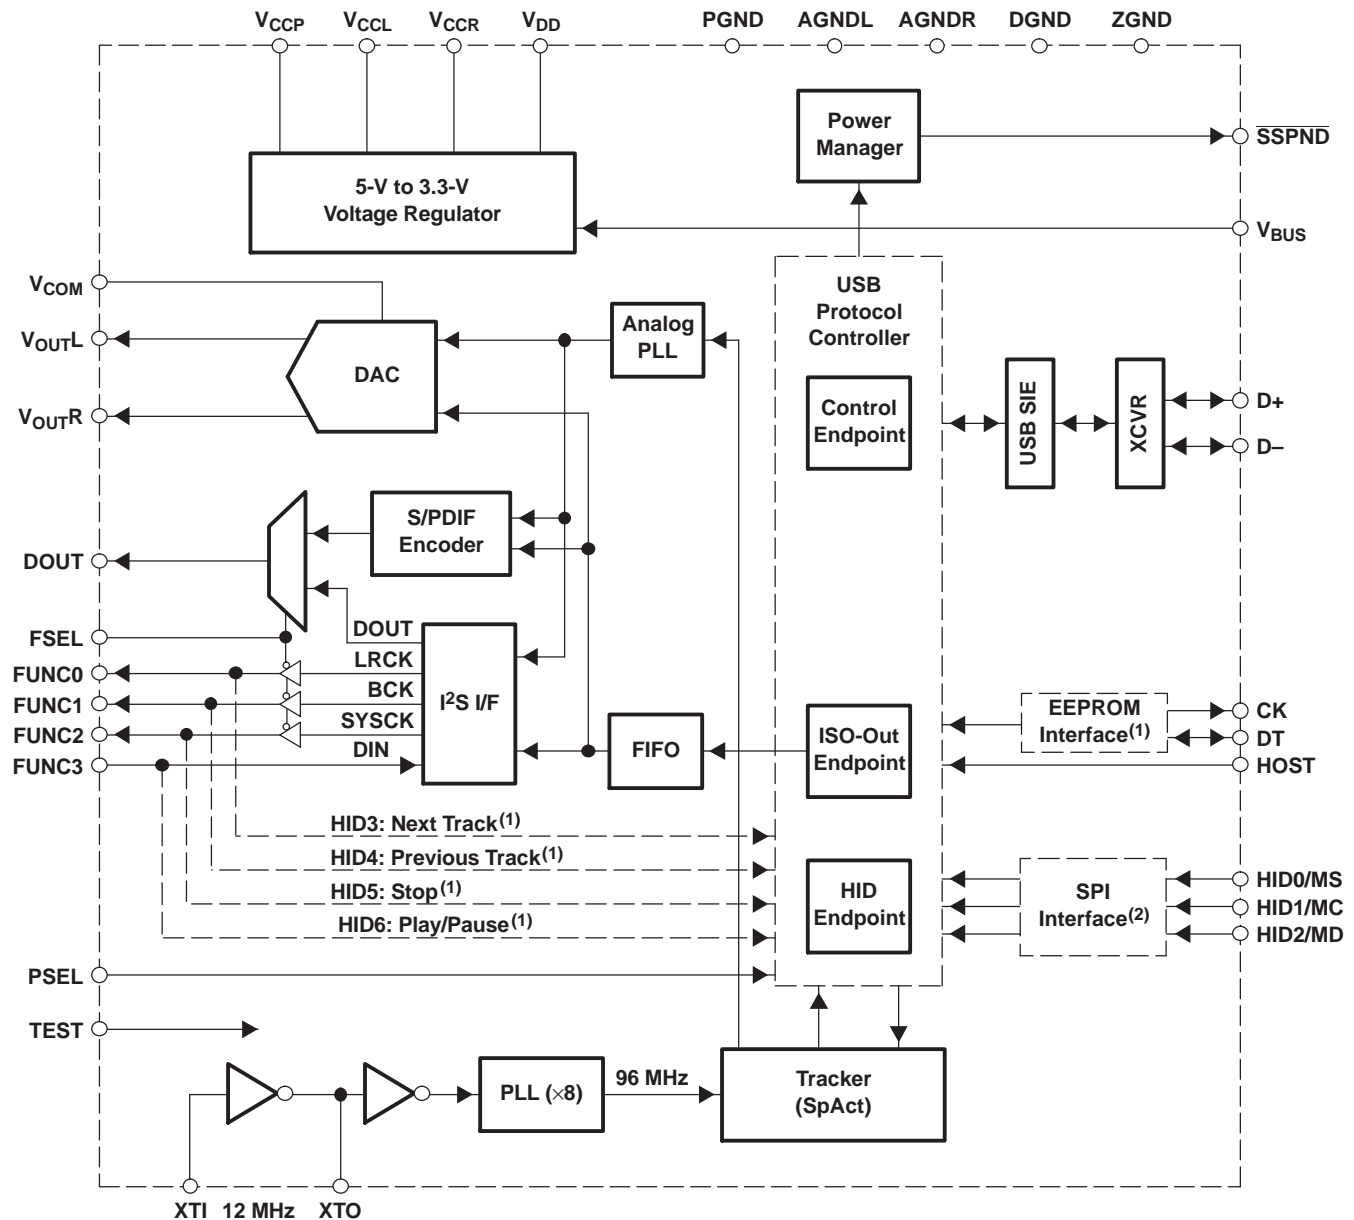 VCCP VCCL VCCR VDD PGND AGNDL AGNDR DGND ZGND
Power
Manager
SSPND
5-V to 3.3-V
Voltage Regulator
VBUS
VCOM
USB
Protocol
Controller
Analog
PLL
VOUTL
DAC
Control
Endpoint
USB SIE
XCVR
D+
VOUTR
D–
S/PDIF
Encoder
DOUT
FSEL
DOUT
FUNC0
LRCK
FUNC1
BCK
I2S I/F
FUNC2
SYSCK
FUNC3
DIN
FIFO
ISO-Out
Endpoint
EEPROM
Interface(1)
CK
DT
HOST
HID3: Next Track(1)
HID4: Previous Track(1)
HID5: Stop(1)
HID6: Play/Pause(1)
HID
Endpoint
SPI
Interface(2)
HID0/MS
HID1/MC
HID2/MD
PSEL
TEST
PLL (×8)
96 MHz
Tracker
(SpAct)
XTI 12 MHz XTO